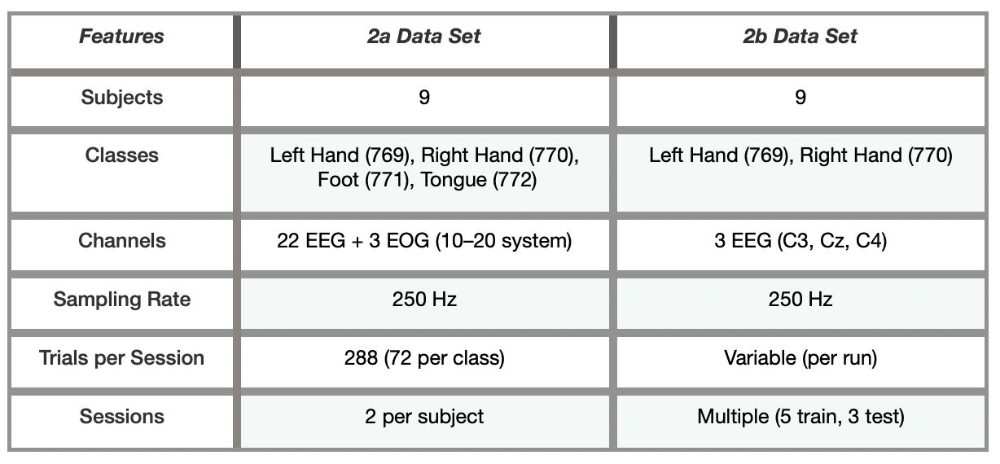 Features 2a Data Set 2b Data Set
Subjects 9 9
Classes Left Hand (769), Right Hand (770), Left Hand (769), Right Hand (770)
Foot (771), Tongue (772)
Channels 22 EEG + 3 EOG (10–20 system) 3 EEG (C3, Cz, C4)
Sampling Rate 250 Hz 250 Hz
Trials per Session 288 (72 per class) Variable (per run)
Sessions 2 per subject Multiple (5 train, 3 test)